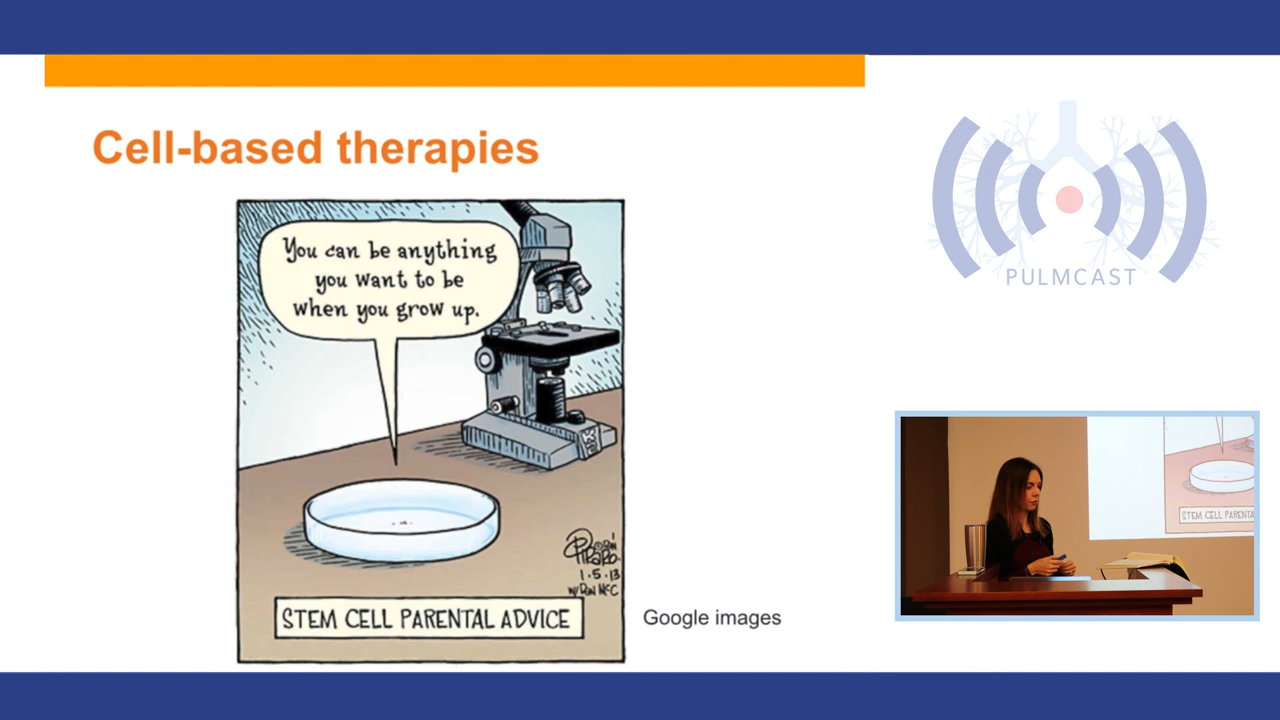 Cell-based therapies
You can be anything
you want to be
when you grow up.
PIRARO
1.5.13
STEM CELL PARENTAL ADVICE
Google images
PULMCAST
STEM CELL PARENTA